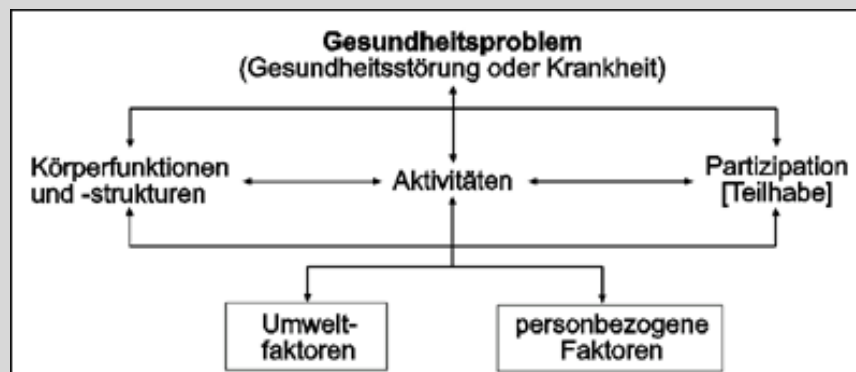 Gesundheitsproblem
(Gesundheitsstörung oder Krankheit)
Körperfunktionen
und -strukturen
Aktivitäten
Partizipation
[Teilhabe]
Umwelt-
faktoren
personbezogene
Faktoren